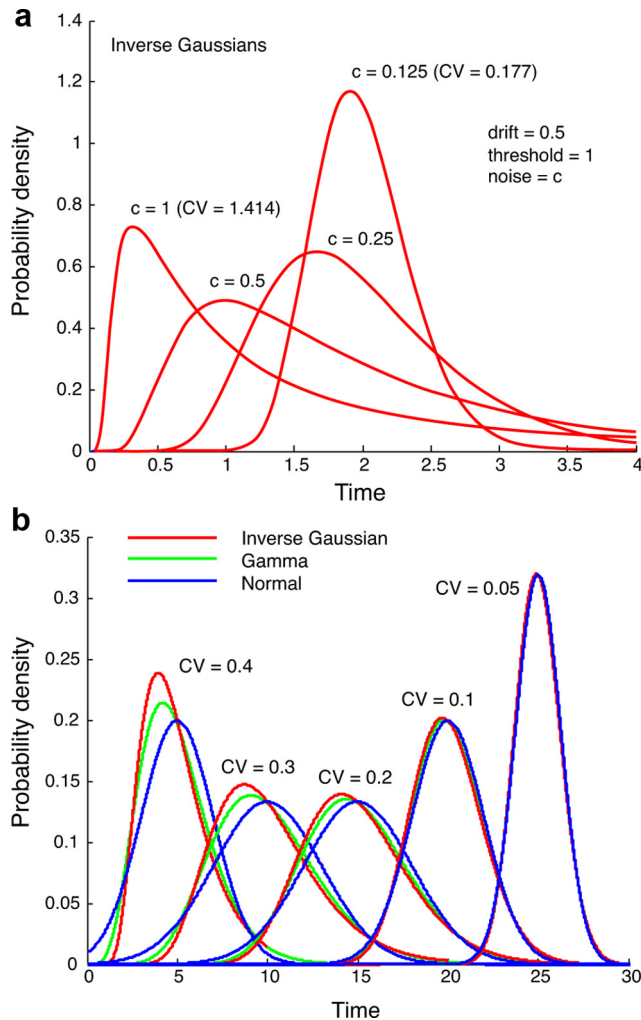 a
Inverse Gaussians
c = 0.125 (CV = 0.177)
drift = 0.5
threshold = 1
noise = c
c = 1 (CV = 1.414)
c = 0.25
c = 0.5
Probability density
1.4
1.2
1
0.8
0.6
0.4
0.2
0
0 0.5 1 1.5 2 2.5 3 3.5 4
Time
b
Inverse Gaussian
Gamma
Normal
CV = 0.05
CV = 0.4
CV = 0.1
CV = 0.3
CV = 0.2
Probability density
0.35
0.3
0.25
0.2
0.15
0.1
0.05
0
0 5 10 15 20 25 30
Time